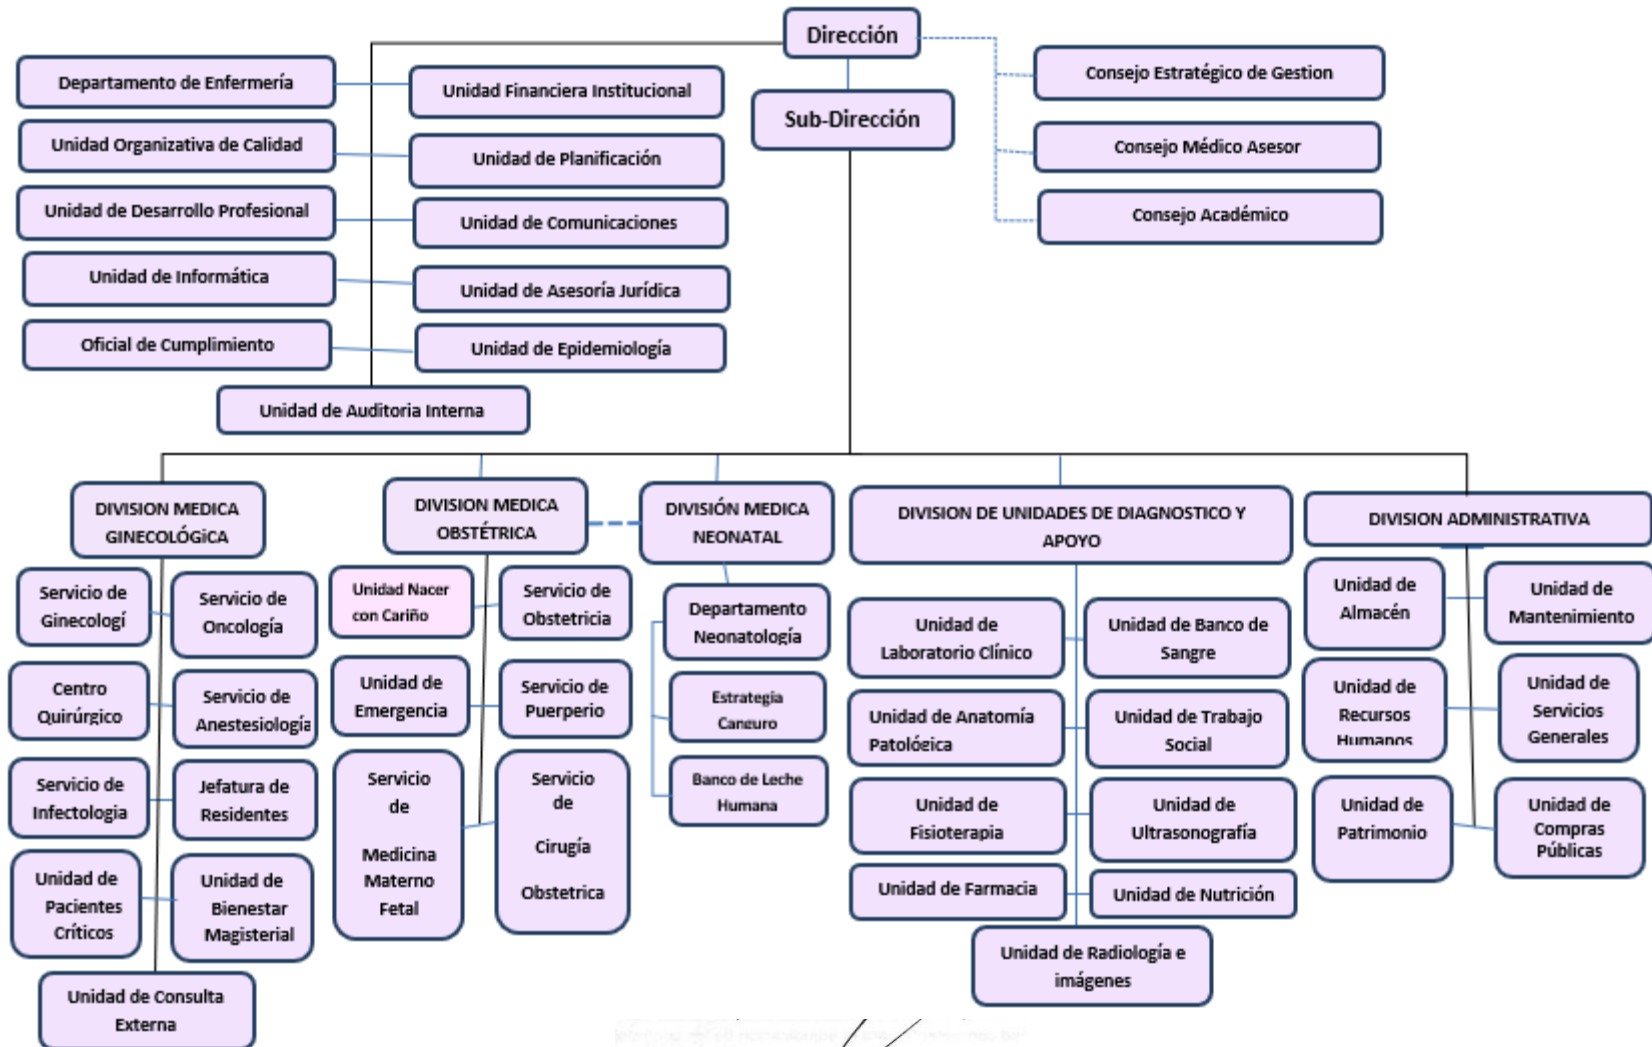 Dirección
Sub-Dirección
Consejo Estratégico de Gestion
Consejo Médico Asesor
Consejo Académico
Departamento de Enfermería
Unidad Financiera Institucional
Unidad Organizativa de Calidad
Unidad de Planificación
Unidad de Desarrollo Profesional
Unidad de Comunicaciones
Unidad de Informática
Unidad de Asesoría Jurídica
Oficial de Cumplimiento
Unidad de Epidemiología
Unidad de Auditoria Interna
DIVISION MEDICA
GINECOLÓGiCA
Servicio de
Ginecologí
Servicio de
Oncología
Centro
Quirúrgico
Servicio de
Anestesiología
Servicio de
Infectologia
Jefatura de
Residentes
Unidad de
Pacientes
Críticos
Unidad de
Bienestar
Magisterial
Unidad de Consulta
Externa
DIVISION MEDICA
OBSTÉTRICA
Unidad Nacer
con Cariño
Servicio de
Obstetricia
Unidad de
Emergencia
Servicio de
Puerperio
Servicio
de
Medicina
Materno
Fetal
Servicio
de
Cirugía
Obstetrica
DIVISIÓN MEDICA
NEONATAL
Departamento
Neonatología
Estrategia
Canguro
Banco de Leche
Humana
DIVISION DE UNIDADES DE DIAGNOSTICO Y
APOYO
Unidad de
Laboratorio Clínico
Unidad de Banco de
Sangre
Unidad de Anatomía
Patológica
Unidad de Trabajo
Social
Unidad de
Fisioterapia
Unidad de
Ultrasonografía
Unidad de Farmacia
Unidad de Nutrición
Unidad de Radiología e
imágenes
DIVISION ADMINISTRATIVA
Unidad de
Almacén
Unidad de
Mantenimiento
Unidad de
Recursos
Humanos
Unidad de
Servicios
Generales
Unidad de
Patrimonio
Unidad de
Compras
Públicas